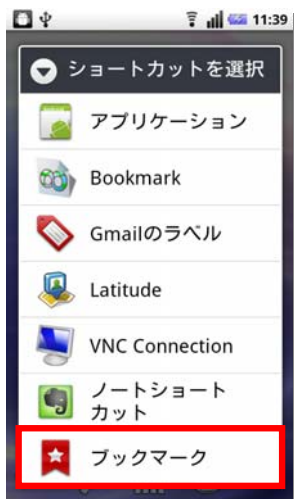 11:39
ショートカットを選択
アプリケーション
Bookmark
Gmailのラベル
Latitude
VNC Connection
ノートショート
カット
ブックマーク